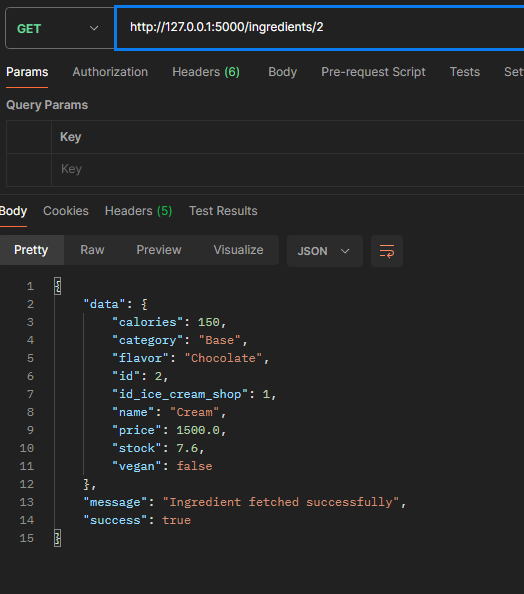 GET http://127.0.0.1:5000/ingredients/2
Params Authorization Headers (6) Body Pre-request Script Tests Set
Query Params
Key
Key
Body Cookies Headers (5) Test Results
Pretty Raw Preview Visualize JSON
1 {
2 "data": {
3 "calories": 150,
4 "category": "Base",
5 "flavor": "Chocolate",
6 "id": 2,
7 "id_ice_cream_shop": 1,
8 "name": "Cream",
9 "price": 1500.0,
10 "stock": 7.6,
11 "vegan": false
12 },
13 "message": "Ingredient fetched successfully",
14 "success": true
15 }